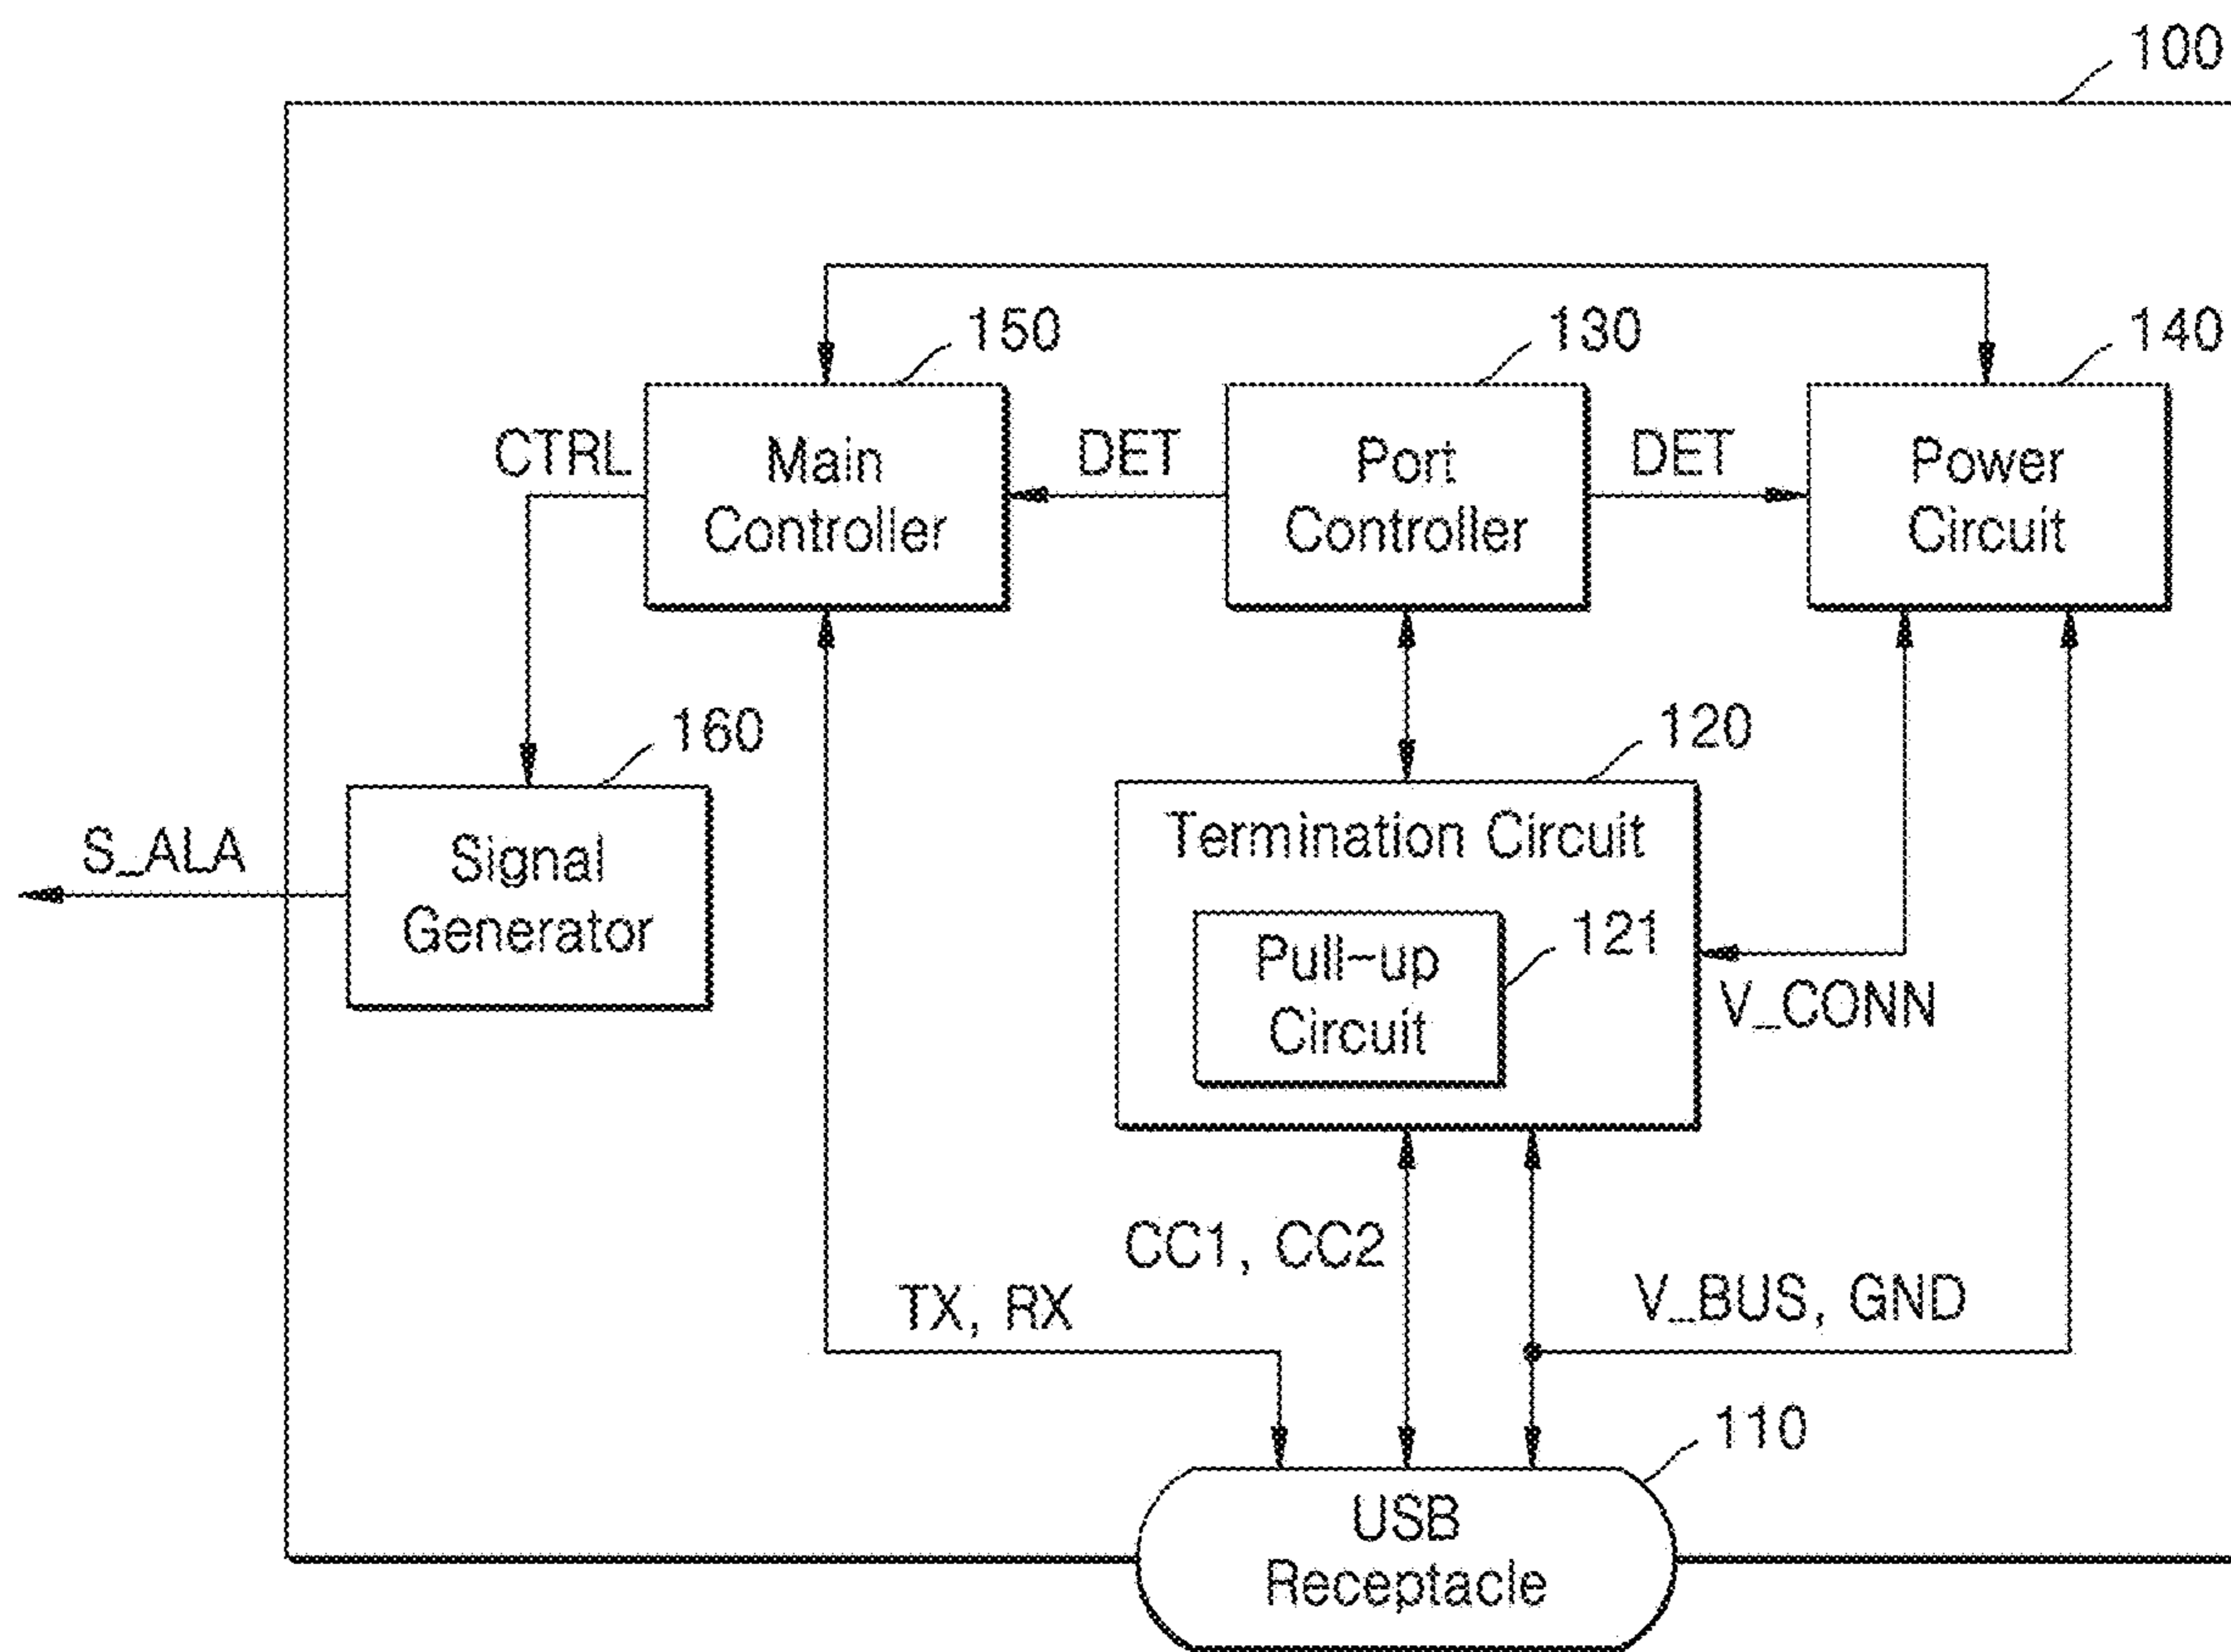 100
150
130
140
CTRL
Main
Controller
DET
Port
Controller
DET
Power
Circuit
160
120
S_ALA
Signal
Generator
Termination Circuit
121
Pull-up
Circuit
V_CONN
CC1, CC2
TX, RX
V_BUS, GND
110
USB
Receptacle